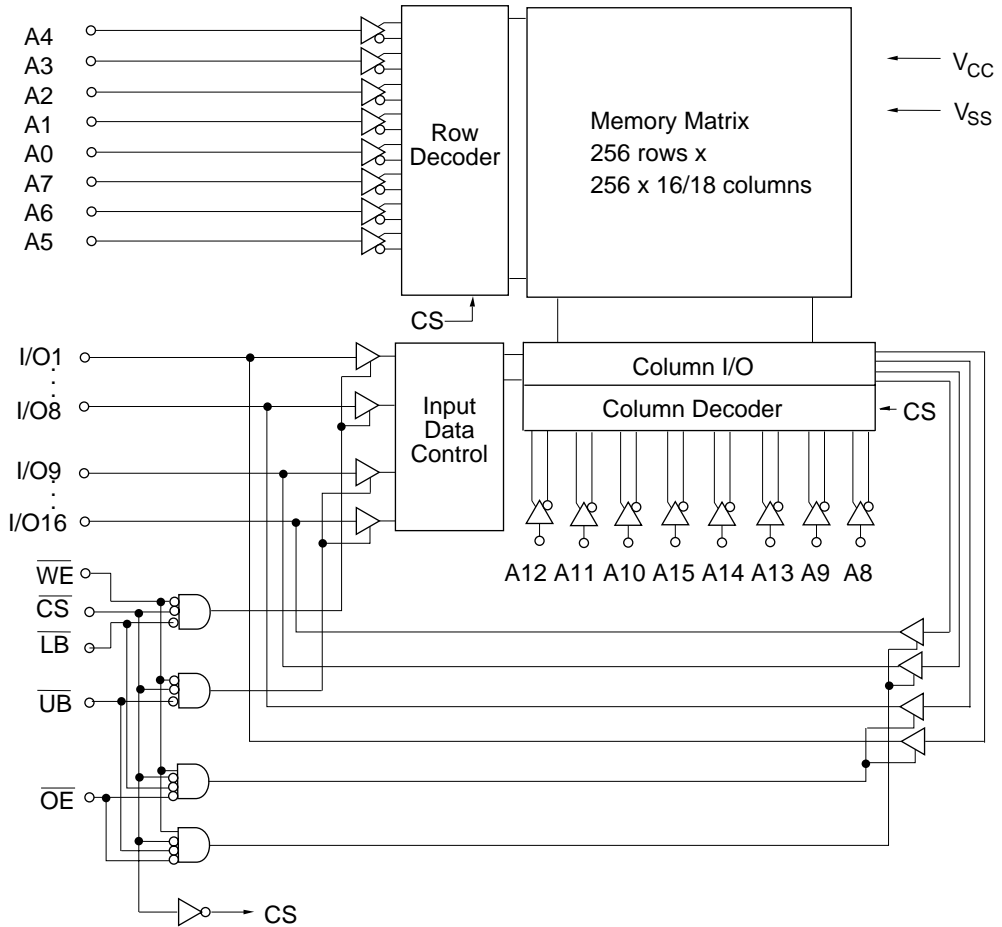 A4
A3
A2
A1
A0
A7
A6
A5
Row
Decoder
Memory Matrix
256 rows x
256 x 16/18 columns
VCC
VSS
CS
I/O1
I/O8
I/O9
I/O16
Input
Data
Control
Column I/O
Column Decoder
CS
A12 A11 A10 A15 A14 A13 A9 A8
WE
CS
LB
UB
OE
CS